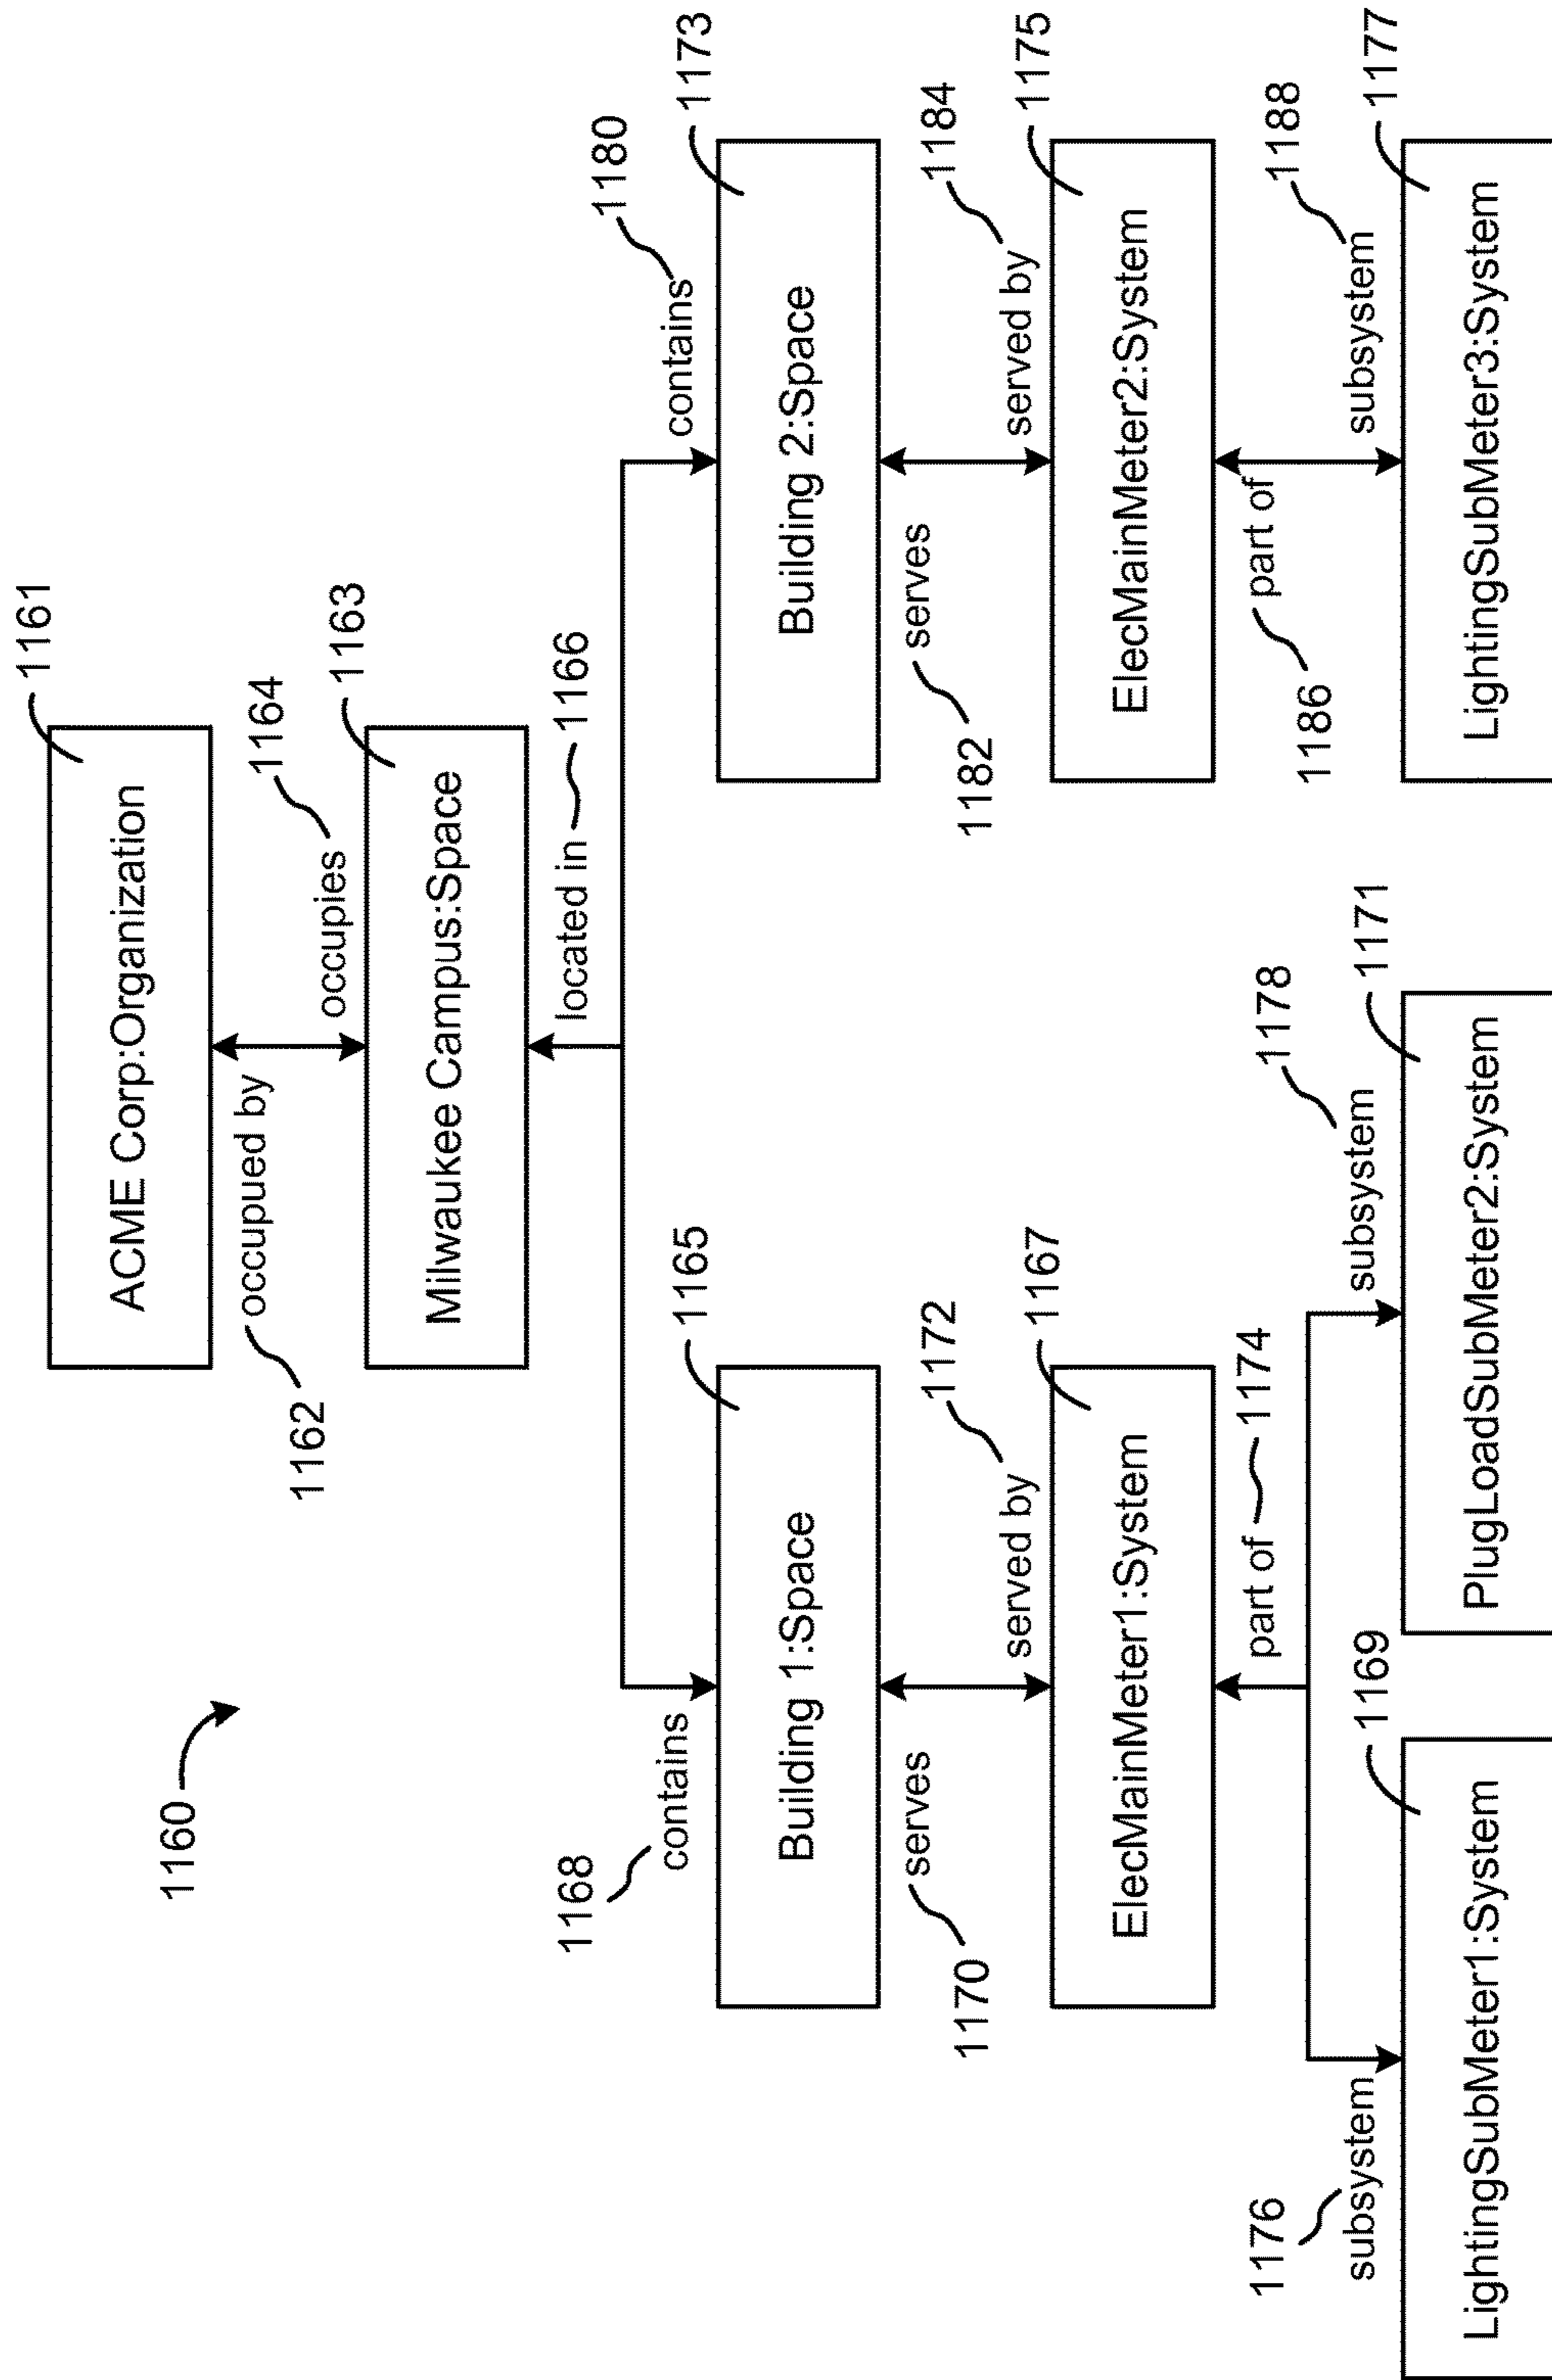 1160
ACME Corp:Organization
1161
1162
occupued by
occupies
1164
Milwaukee Campus:Space
1163
located in
1166
1168
contains
contains
1180
Building 1:Space
1165
Building 2:Space
1173
1170
serves
served by
1172
1182
serves
served by
1184
ElecMainMeter1:System
1167
ElecMainMeter2:System
1175
part of
1174
1186
part of
1176
subsystem
subsystem
1178
subsystem
1188
LightingSubMeter1:System
1169
PlugLoadSubMeter2:System
1171
LightingSubMeter3:System
1177